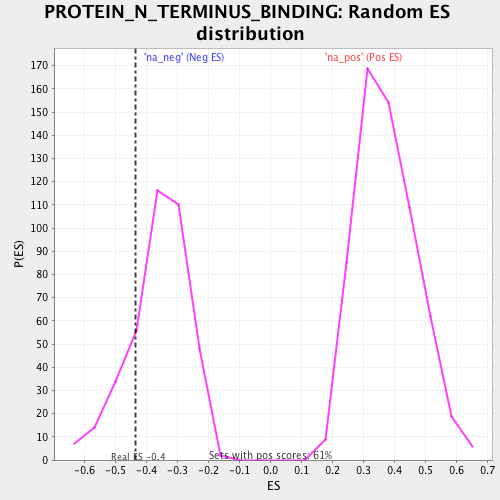 PROTEIN_N_TERMINUS_BINDING: Random ES
distribution
'na_neg' (Neg ES)
'na_pos' (Pos ES)
170
160
150
140
130
120
110
100
90
80
70
60
50
40
30
20
10
0
P(ES)
Real ES -0.4
Sets with pos scores: 61%
-0.6 -0.5 -0.4 -0.3 -0.2 -0.1 0.0 0.1 0.2 0.3 0.4 0.5 0.6 0.7
ES